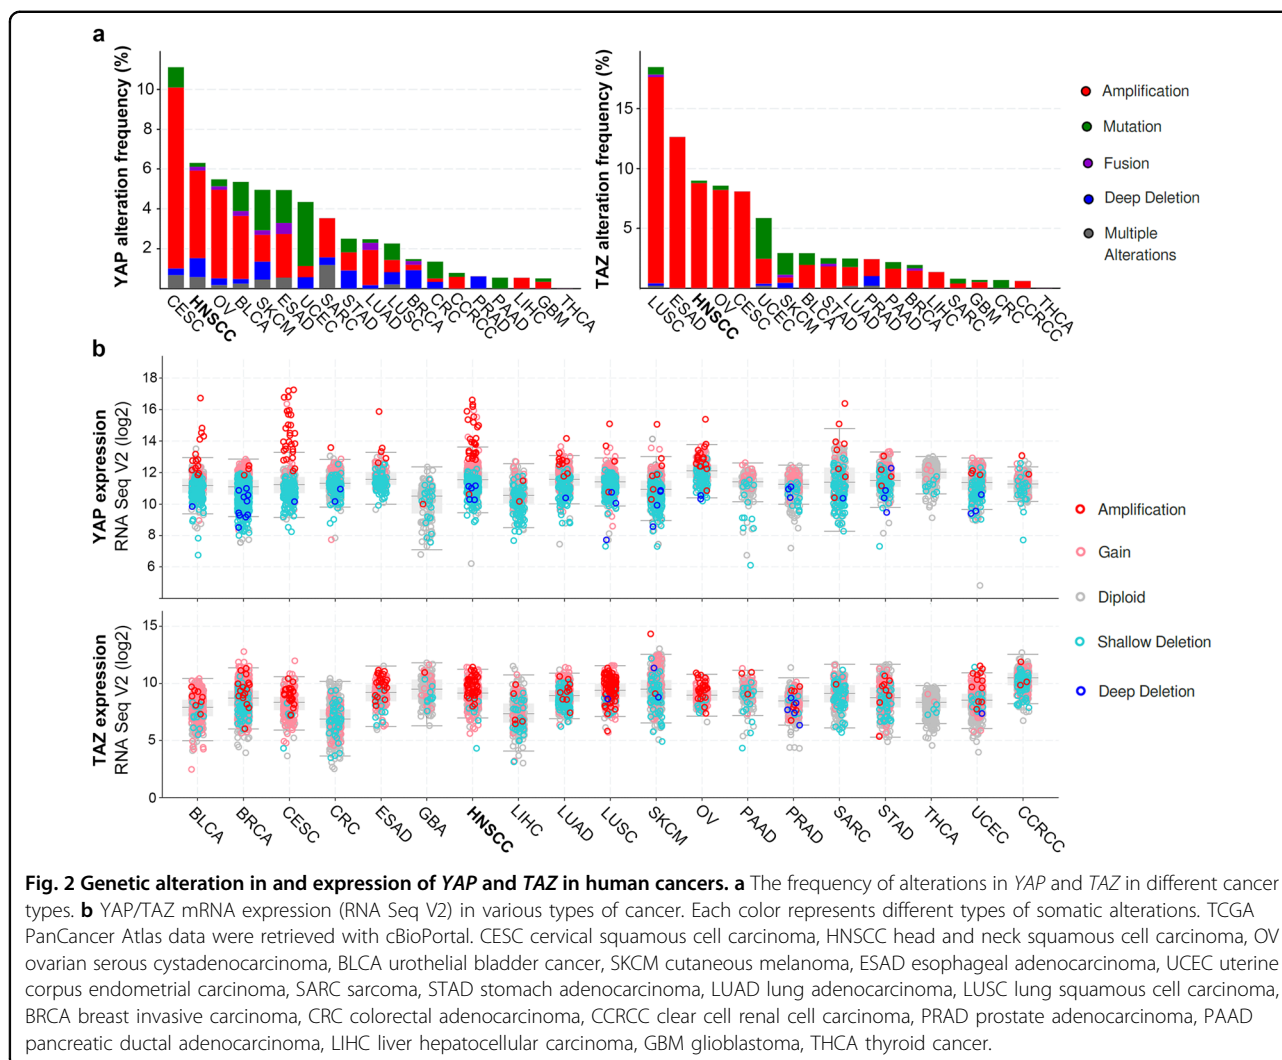 a
YAP alteration frequency (%)
10
8
6
4
2
CESC
HNSCC
OV
BLCA
SKCM
ESAD
UCEC
SARC
STAD
LUAD
LUSC
BRCA
CRC
CCRCC
PRAD
PAAD
LIHC
GBM
THCA
TAZ alteration frequency (%)
15
10
5
LUSC
ESAD
HNSCC
OV
CESC
UCEC
SKCM
BLCA
STAD
LUAD
PRAD
PAAD
BRCA
LIHC
SARC
GBM
CRC
CCRCC
THCA
Amplification
Mutation
Fusion
Deep Deletion
Multiple
Alterations
b
YAP expression
RNA Seq V2 (log2)
18
16
14
12
10
8
6
TAZ expression
RNA Seq V2 (log2)
15
10
5
0
BLCA
BRCA
CESC
CRC
ESAD
GBA
HNSCC
LIHC
LUAD
LUSC
SKCM
OV
PAAD
PRAD
SARC
STAD
THCA
UCEC
CCRCC
Amplification
Gain
Diploid
Shallow Deletion
Deep Deletion
Fig. 2 Genetic alteration in and expression of YAP and TAZ in human cancers. a The frequency of alterations in YAP and TAZ in different cancer
types. b YAP/TAZ mRNA expression (RNA Seq V2) in various types of cancer. Each color represents different types of somatic alterations. TCGA
PanCancer Atlas data were retrieved with cBioPortal. CESC cervical squamous cell carcinoma, HNSCC head and neck squamous cell carcinoma, OV
ovarian serous cystadenocarcinoma, BLCA urothelial bladder cancer, SKCM cutaneous melanoma, ESAD esophageal adenocarcinoma, UCEC uterine
corpus endometrial carcinoma, SARC sarcoma, STAD stomach adenocarcinoma, LUAD lung adenocarcinoma, LUSC lung squamous cell carcinoma,
BRCA breast invasive carcinoma, CRC colorectal adenocarcinoma, CCRCC clear cell renal cell carcinoma, PRAD prostate adenocarcinoma, PAAD
pancreatic ductal adenocarcinoma, LIHC liver hepatocellular carcinoma, GBM glioblastoma, THCA thyroid cancer.